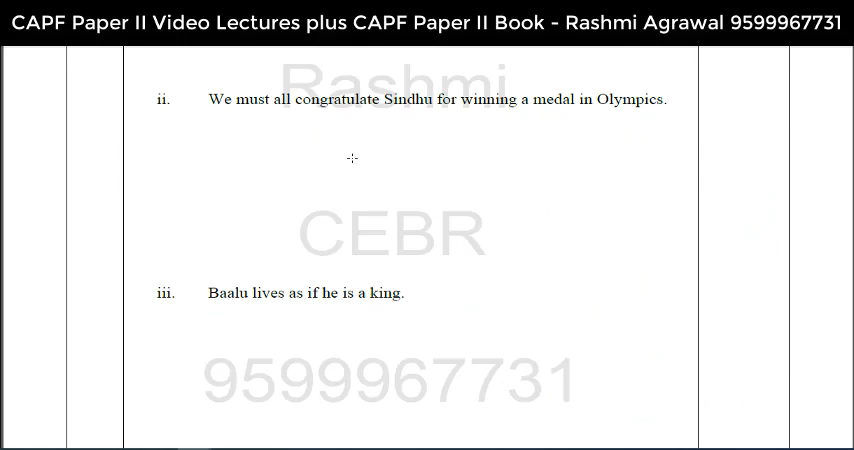 CAPF Paper II Video Lectures plus CAPF Paper II Book - Rashmi Agrawal 9599967731
Rashmi
ii. We must all congratulate Sindhu for winning a medal in Olympics.
CEBR
iii. Baalu lives as if he is a king.
9599967731